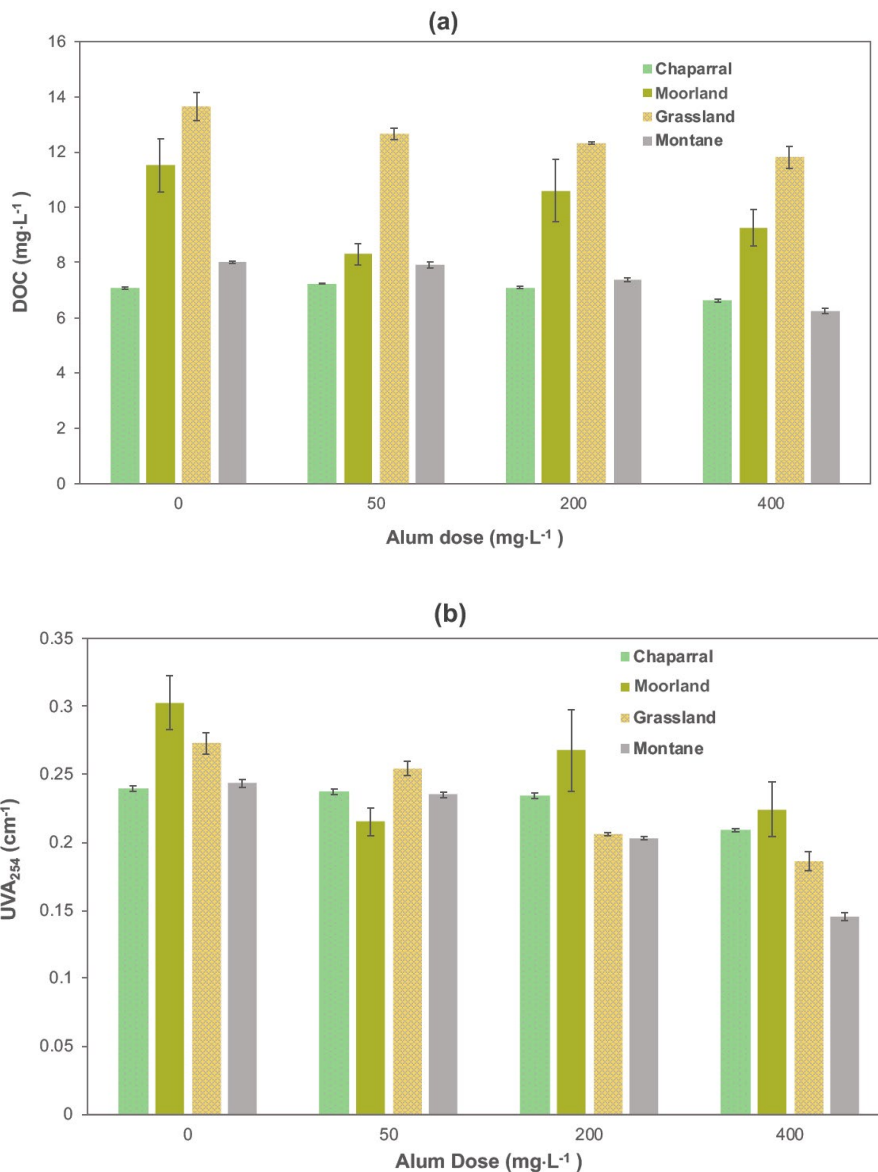 (a)
16
14
12
10
8
6
4
2
0
DOC (mg·L⁻¹)
Chaparral
Moorland
Grassland
Montane
0 50 200 400
Alum dose (mg·L⁻¹ )
(b)
0.35
0.3
0.25
0.2
0.15
0.1
0.05
0
UVA₂₅₄ (cm⁻¹)
Chaparral
Moorland
Grassland
Montane
0 50 200 400
Alum Dose (mg·L⁻¹ )